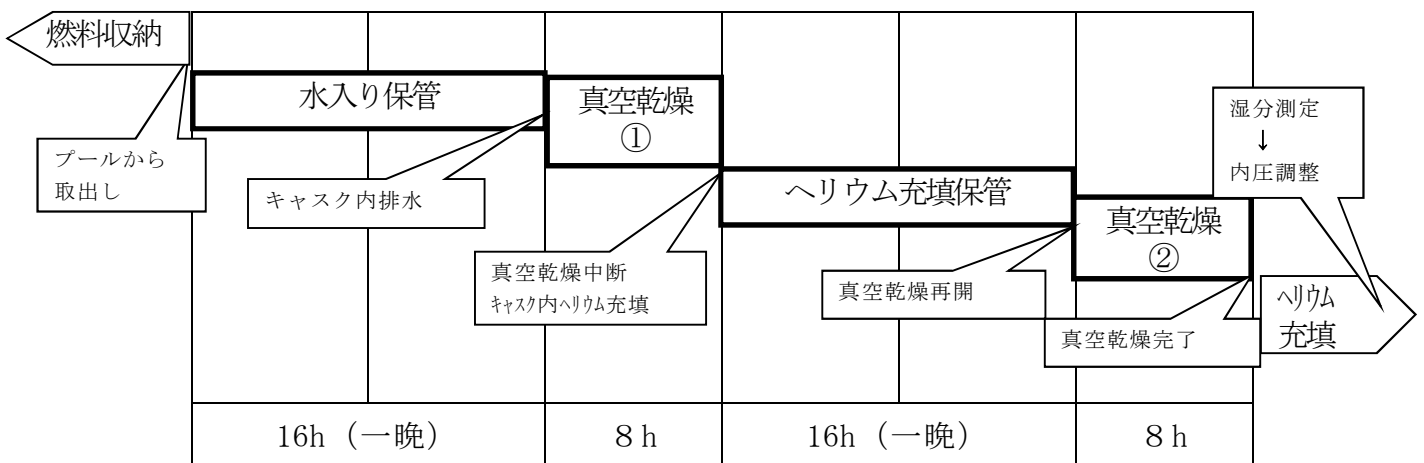 燃料収納
水入り保管
真空乾燥
①
湿分測定
↓
内圧調整
プールから
取出し
キャスク内排水
ヘリウム充填保管
真空乾燥
②
真空乾燥中断
ｷｬｽｸ内ﾍﾘｳﾑ充填
真空乾燥再開
ﾍﾘｳﾑ
充填
真空乾燥完了
16h（一晩）
８h
16h（一晩）
８h